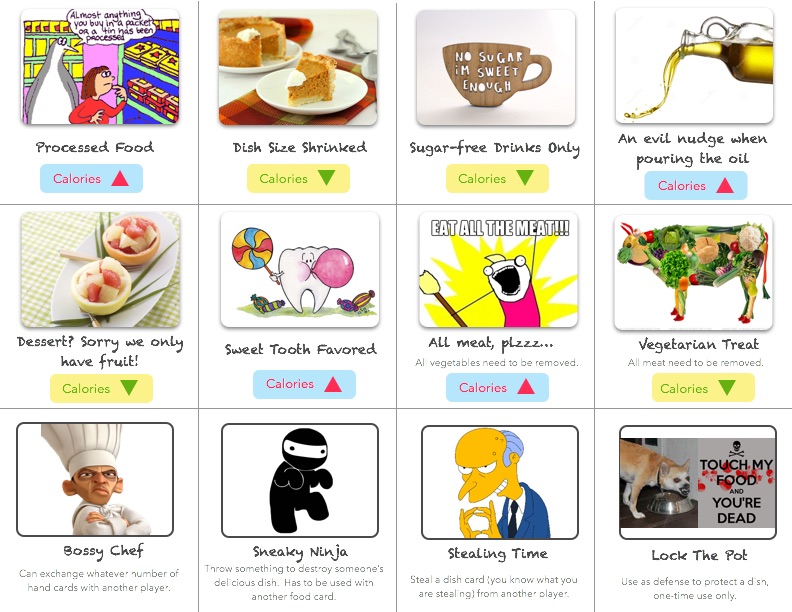 Almost anything
you buy in a packet
or a tin has been
processed
Processed Food
Calories
Dish Size Shrinked
Calories
NO SUGAR
iM SWEET
ENOUGH
Sugar-free Drinks Only
Calories
An evil nudge when
pouring the oil
Calories
Dessert? Sorry we only
have fruit!
Calories
Sweet Tooth Favored
Calories
EAT ALL THE MEAT!!!
All meat, plzzz...
All vegetables need to be removed.
Calories
Vegetarian Treat
All meat need to be removed.
Calories
Bossy Chef
Can exchange whatever number of
hand cards with another player.
Sneaky Ninja
Throw something to destroy someone's
delicious dish. Has to be used with
another food card.
Stealing Time
Steal a dish card (you know what you
are stealing) from another player.
TOUCH MY
FOOD
AND
YOU'RE
DEAD
Lock The Pot
Use as defense to protect a dish,
one-time use only.